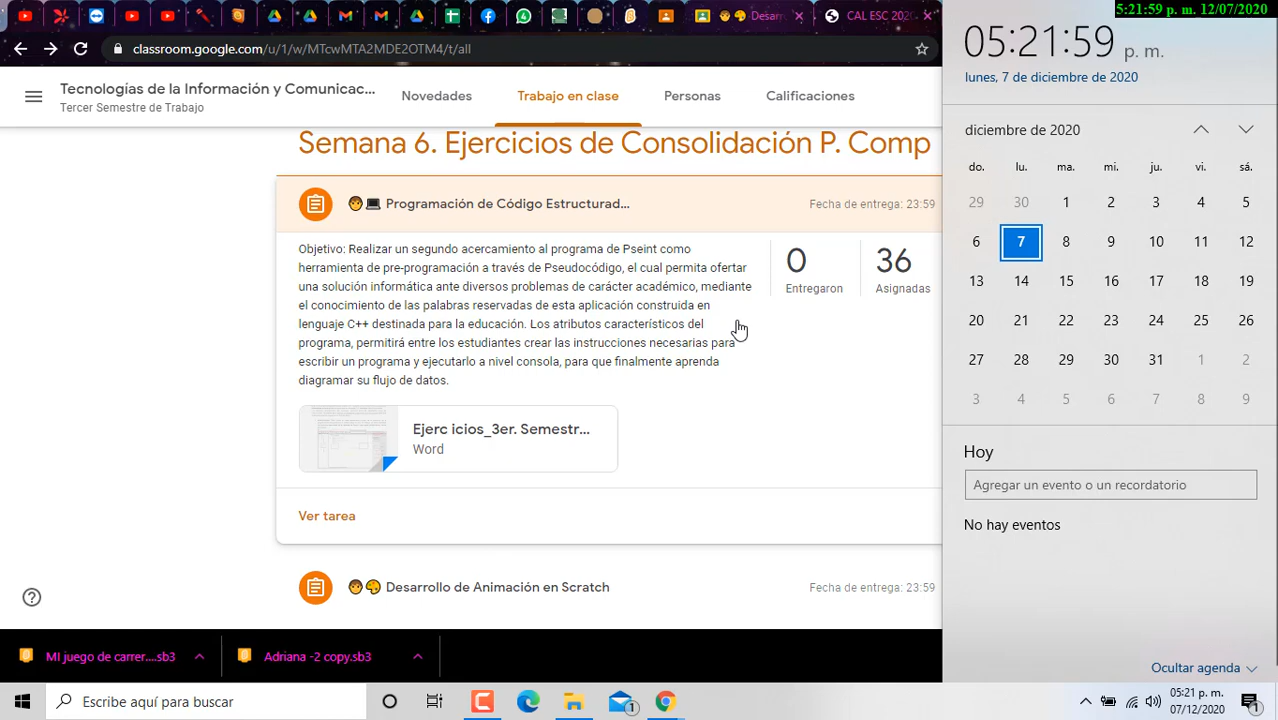 Desarr
CAL ESC 2020
5:21:59 p. m. 12/07/2020
classroom.google.com/u/1/w/MTcwMTA2MDE2OTM4/t/all
05:21:59 p. m.
lunes, 7 de diciembre de 2020
Tecnologías de la Información y Comunicac...
Tercer Semestre de Trabajo
Novedades
Trabajo en clase
Personas
Calificaciones
diciembre de 2020
do. lu. ma. mi. ju. vi. sá.
29 30 1 2 3 4 5
6 7 8 9 10 11 12
13 14 15 16 17 18 19
20 21 22 23 24 25 26
27 28 29 30 31 1 2
3 4 5 6 7 8 9
Semana 6. Ejercicios de Consolidación P. Comp
Programación de Código Estructurad...
Fecha de entrega: 23:59
Objetivo: Realizar un segundo acercamiento al programa de Pseint como
herramienta de pre-programación a través de Pseudocódigo, el cual permita ofertar
una solución informática ante diversos problemas de carácter académico, mediante
el conocimiento de las palabras reservadas de esta aplicación construida en
lenguaje C++ destinada para la educación. Los atributos característicos del
programa, permitirá entre los estudiantes crear las instrucciones necesarias para
escribir un programa y ejecutarlo a nivel consola, para que finalmente aprenda
diagramar su flujo de datos.
0
Entregaron
36
Asignadas
Ejerc icios_3er. Semestr...
Word
Ver tarea
Desarrollo de Animación en Scratch
Fecha de entrega: 23:59
Hoy
Agregar un evento o un recordatorio
No hay eventos
Ocultar agenda
MI juego de carrer....sb3
Adriana -2 copy.sb3
Escribe aquí para buscar
1
05:21 p. m.
07/12/2020
1